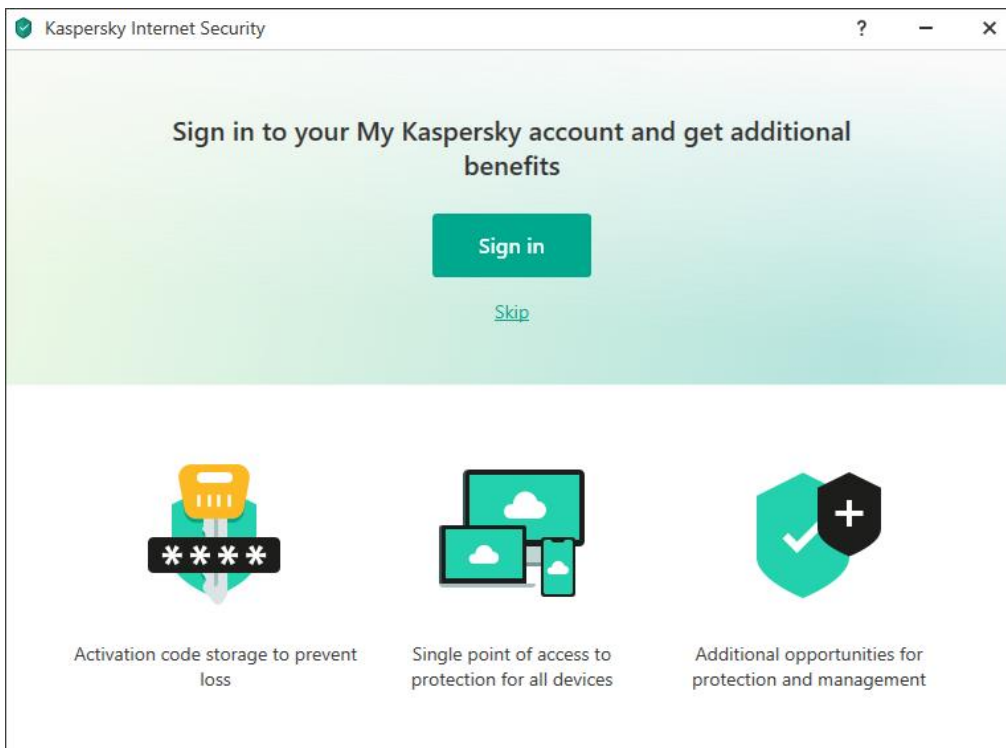 Kaspersky Internet Security
?
Sign in to your My Kaspersky account and get additional
benefits
Sign in
Skip
****
Activation code storage to prevent
loss
Single point of access to
protection for all devices
Additional opportunities for
protection and management